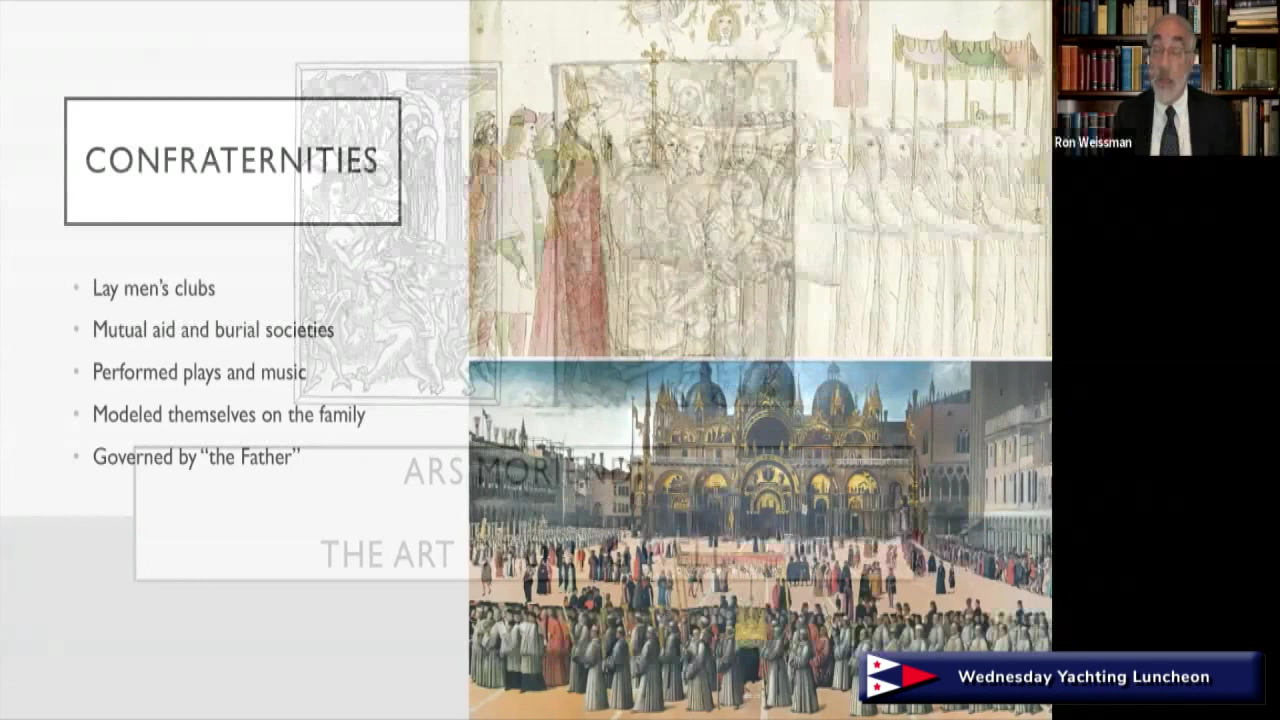 CONFRATERNITIES
Lay men's clubs
Mutual aid and burial societies
Performed plays and music
Modeled themselves on the family
Governed by “the Father”
ARS MORIEND
THE ART
Ron Weissman
Wednesday Yachting Luncheon